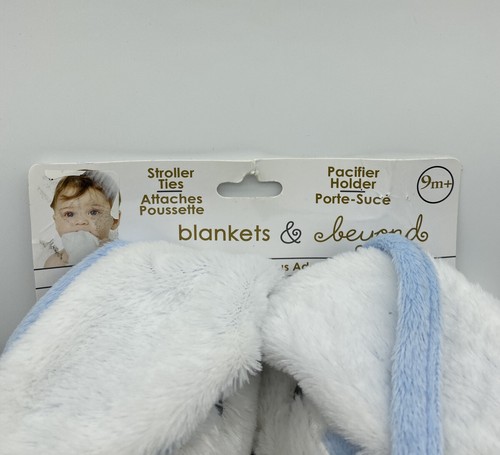 Stroller
Ties
Attaches
Poussette
Pacifier
Holder
Porte-Suce
9m+
blankets & beyond